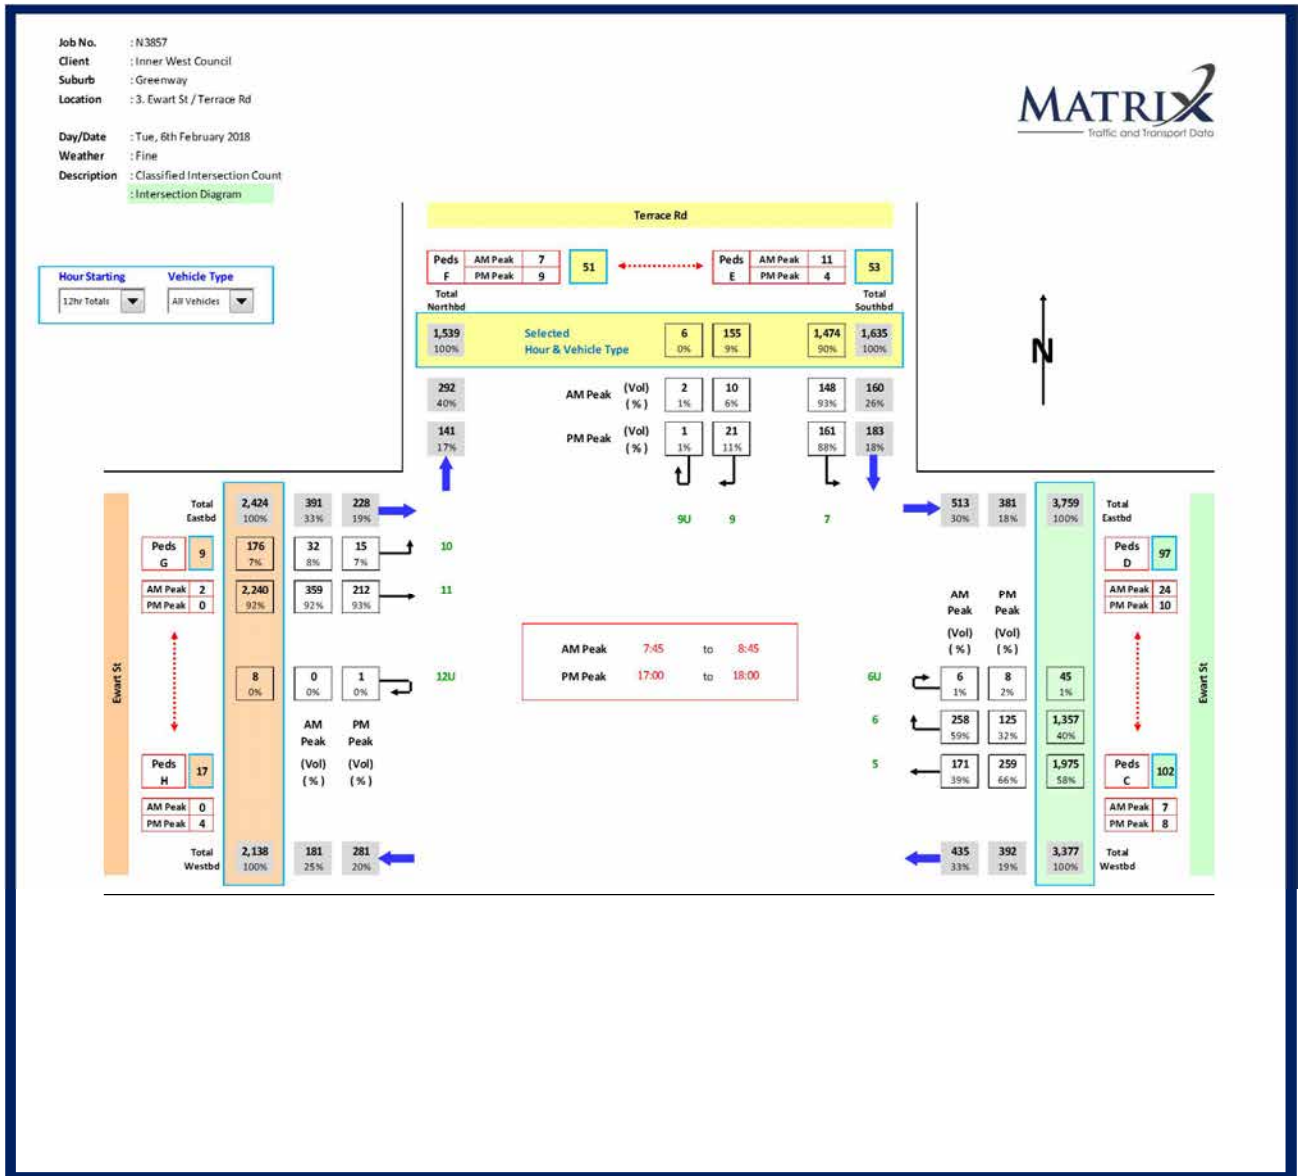 Job No. : N3857
Client : Inner West Council
Suburb : Greenway
Location : 3. Ewart St / Terrace Rd
Day/Date : Tue, 6th February 2018
Weather : Fine
Description : Classified Intersection Count
: Intersection Diagram
MATRIX
Traffic and Transport Data
Hour Starting Vehicle Type
12hr Totals All Vehicles
Terrace Rd
Peds F AM Peak 7 51 Peds E AM Peak 11 53
PM Peak 9 PM Peak 4
Total Northbd Total Southbd
1,539 Selected 6 155 1,474 1,635
100% Hour & Vehicle Type 0% 9% 90% 100%
292 AM Peak (Vol) 2 10 148 160
40% (%) 1% 6% 93% 26%
141 PM Peak (Vol) 1 21 161 183
17% (%) 1% 11% 88% 18%
N
9U 9 7
Ewart St
Total Eastbd 2,424 391 228
100% 33% 19%
Peds G 9 176 32 15 10
7% 8% 7%
AM Peak 2 2,240 359 212 11
PM Peak 0 92% 92% 93%
8 0 1 12U
0% 0% 0%
AM Peak PM Peak
(Vol) (Vol)
(%) (%)
Peds H 17
AM Peak 0
PM Peak 4
Total Westbd 2,138 181 281
100% 25% 20%
AM Peak 7:45 to 8:45
PM Peak 17:00 to 18:00
513 381 3,759 Total Eastbd
30% 18% 100%
Peds D 97
AM Peak 24
PM Peak 10
AM Peak PM Peak
(Vol) (Vol)
(%) (%)
6U 6 8 45
1% 2% 1%
6 258 125 1,357
59% 32% 40%
5 171 259 1,975
39% 66% 58%
Peds C 102
AM Peak 7
PM Peak 8
435 392 3,377 Total Westbd
33% 19% 100%
Ewart St